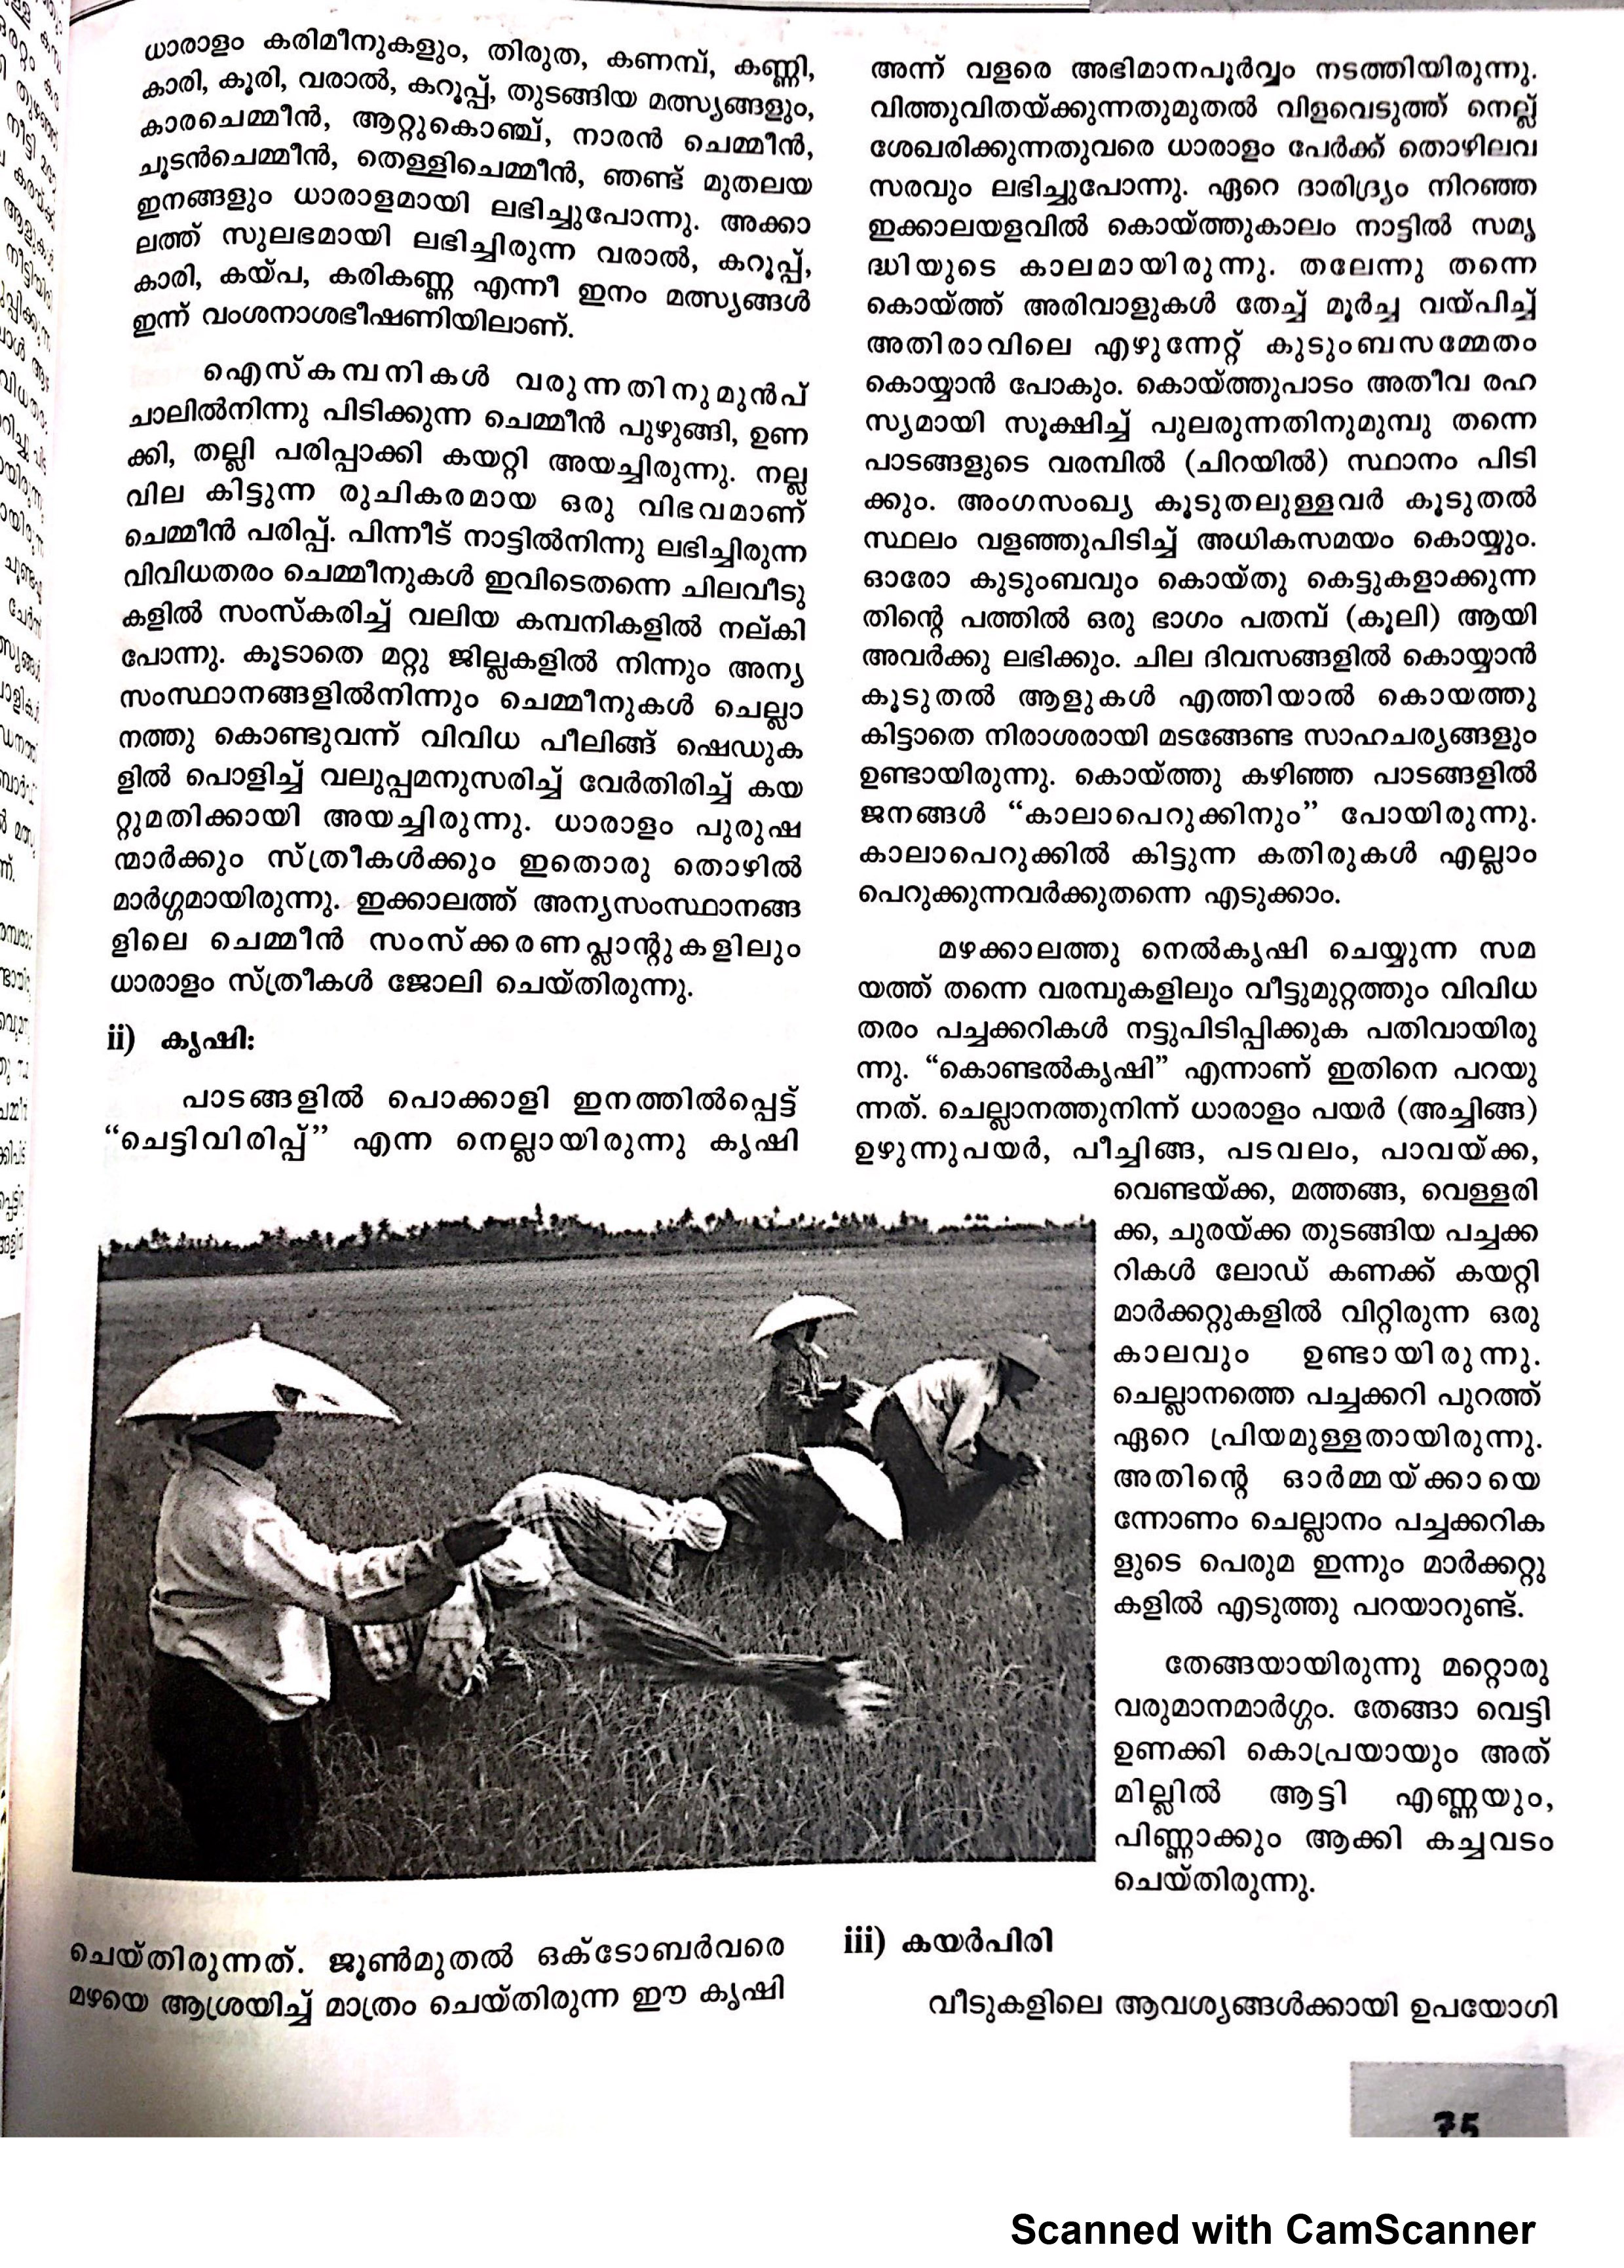 ധാരാളം കരിമീനുകളും, തിരുത, കണമ്പ്, കണ്ണി,
കാരി, കൂരി, വരാൽ, കറൂപ്പ്, തുടങ്ങിയ മത്സ്യങ്ങളും,
കാരചെമ്മീൻ, ആറ്റുകൊഞ്ച്, നാരൻ ചെമ്മീൻ,
ചൂടൻചെമ്മീൻ, തെള്ളിചെമ്മീൻ, ഞണ്ട് മുതലയ
ഇനങ്ങളും ധാരാളമായി ലഭിച്ചുപോന്നു. അക്കാ
ലത്ത് സുലഭമായി ലഭിച്ചിരുന്ന വരാൽ, കറൂപ്പ്,
കാരി, കയ്പ, കരികണ്ണ എന്നീ ഇനം മത്സ്യങ്ങൾ
ഇന്ന് വംശനാശഭീഷണിയിലാണ്.
ഐസ്കമ്പനികൾ വരുന്നതിനുമുൻപ്
ചാലിൽനിന്നു പിടിക്കുന്ന ചെമ്മീൻ പുഴുങ്ങി, ഉണ
ക്കി, തല്ലി പരിപ്പാക്കി കയറ്റി അയച്ചിരുന്നു. നല്ല
വില കിട്ടുന്ന രുചികരമായ ഒരു വിഭവമാണ്
ചെമ്മീൻ പരിപ്പ്. പിന്നീട് നാട്ടിൽനിന്നു ലഭിച്ചിരുന്ന
വിവിധതരം ചെമ്മീനുകൾ ഇവിടെതന്നെ ചിലവീടു
കളിൽ സംസ്കരിച്ച് വലിയ കമ്പനികളിൽ നല്കി
പോന്നു. കൂടാതെ മറ്റു ജില്ലകളിൽ നിന്നും അന്യ
സംസ്ഥാനങ്ങളിൽനിന്നും ചെമ്മീനുകൾ ചെല്ലാ
നത്തു കൊണ്ടുവന്ന് വിവിധ പീലിങ്ങ് ഷെഡുക
ളിൽ പൊളിച്ച് വലുപ്പമനുസരിച്ച് വേർതിരിച്ച് കയ
റ്റുമതിക്കായി അയച്ചിരുന്നു. ധാരാളം പുരുഷ
ന്മാർക്കും സ്ത്രീകൾക്കും ഇതൊരു തൊഴിൽ
മാർഗ്ഗമായിരുന്നു. ഇക്കാലത്ത് അന്യസംസ്ഥാനങ്ങ
ളിലെ ചെമ്മീൻ സംസ്ക്കരണപ്ലാന്റുകളിലും
ധാരാളം സ്ത്രീകൾ ജോലി ചെയ്തിരുന്നു.
ii) കൃഷി:
പാടങ്ങളിൽ പൊക്കാളി ഇനത്തിൽപ്പെട്ട്
“ചെട്ടിവിരിപ്പ്” എന്ന നെല്ലായിരുന്നു കൃഷി
ചെയ്തിരുന്നത്. ജൂൺമുതൽ ഒക്ടോബർവരെ
മഴയെ ആശ്രയിച്ച് മാത്രം ചെയ്തിരുന്ന ഈ കൃഷി
അന്ന് വളരെ അഭിമാനപൂർവ്വം നടത്തിയിരുന്നു.
വിത്തുവിതയ്ക്കുന്നതുമുതൽ വിളവെടുത്ത് നെല്ല്
ശേഖരിക്കുന്നതുവരെ ധാരാളം പേർക്ക് തൊഴിലവ
സരവും ലഭിച്ചുപോന്നു. ഏറെ ദാരിദ്ര്യം നിറഞ്ഞ
ഇക്കാലയളവിൽ കൊയ്ത്തുകാലം നാട്ടിൽ സമൃ
ദ്ധിയുടെ കാലമായിരുന്നു. തലേന്നു തന്നെ
കൊയ്ത്ത് അരിവാളുകൾ തേച്ച് മൂർച്ച വയ്പിച്ച്
അതിരാവിലെ എഴുന്നേറ്റ് കുടുംബസമ്മേതം
കൊയ്യാൻ പോകും. കൊയ്ത്തുപാടം അതീവ രഹ
സ്യമായി സൂക്ഷിച്ച് പുലരുന്നതിനുമുമ്പു തന്നെ
പാടങ്ങളുടെ വരമ്പിൽ (ചിറയിൽ) സ്ഥാനം പിടി
ക്കും. അംഗസംഖ്യ കൂടുതലുള്ളവർ കൂടുതൽ
സ്ഥലം വളഞ്ഞുപിടിച്ച് അധികസമയം കൊയ്യും.
ഓരോ കുടുംബവും കൊയ്തു കെട്ടുകളാക്കുന്ന
തിന്റെ പത്തിൽ ഒരു ഭാഗം പതമ്പ് (കൂലി) ആയി
അവർക്കു ലഭിക്കും. ചില ദിവസങ്ങളിൽ കൊയ്യാൻ
കൂടുതൽ ആളുകൾ എത്തിയാൽ കൊയത്തു
കിട്ടാതെ നിരാശരായി മടങ്ങേണ്ട സാഹചര്യങ്ങളും
ഉണ്ടായിരുന്നു. കൊയ്ത്തു കഴിഞ്ഞ പാടങ്ങളിൽ
ജനങ്ങൾ “കാലാപെറുക്കിനും” പോയിരുന്നു.
കാലാപെറുക്കിൽ കിട്ടുന്ന കതിരുകൾ എല്ലാം
പെറുക്കുന്നവർക്കുതന്നെ എടുക്കാം.
മഴക്കാലത്തു നെൽകൃഷി ചെയ്യുന്ന സമ
യത്ത് തന്നെ വരമ്പുകളിലും വീട്ടുമുറ്റത്തും വിവിധ
തരം പച്ചക്കറികൾ നട്ടുപിടിപ്പിക്കുക പതിവായിരു
ന്നു. “കൊണ്ടൽകൃഷി” എന്നാണ് ഇതിനെ പറയു
ന്നത്. ചെല്ലാനത്തുനിന്ന് ധാരാളം പയർ (അച്ചിങ്ങ)
ഉഴുന്നുപയർ, പീച്ചിങ്ങ, പടവലം, പാവയ്ക്ക,
വെണ്ടയ്ക്ക, മത്തങ്ങ, വെള്ളരി
ക്ക, ചുരയ്ക്ക തുടങ്ങിയ പച്ചക്ക
റികൾ ലോഡ് കണക്ക് കയറ്റി
മാർക്കറ്റുകളിൽ വിറ്റിരുന്ന ഒരു
കാലവും ഉണ്ടായിരുന്നു.
ചെല്ലാനത്തെ പച്ചക്കറി പുറത്ത്
ഏറെ പ്രിയമുള്ളതായിരുന്നു.
അതിന്റെ ഓർമ്മയ്ക്കായെ
ന്നോണം ചെല്ലാനം പച്ചക്കറിക
ളുടെ പെരുമ ഇന്നും മാർക്കറ്റു
കളിൽ എടുത്തു പറയാറുണ്ട്.
തേങ്ങയായിരുന്നു മറ്റൊരു
വരുമാനമാർഗ്ഗം. തേങ്ങാ വെട്ടി
ഉണക്കി കൊപ്രയായും അത്
മില്ലിൽ ആട്ടി എണ്ണയും,
പിണ്ണാക്കും ആക്കി കച്ചവടം
ചെയ്തിരുന്നു.
iii) കയർപിരി
വീടുകളിലെ ആവശ്യങ്ങൾക്കായി ഉപയോഗി
75
Scanned with CamScanner